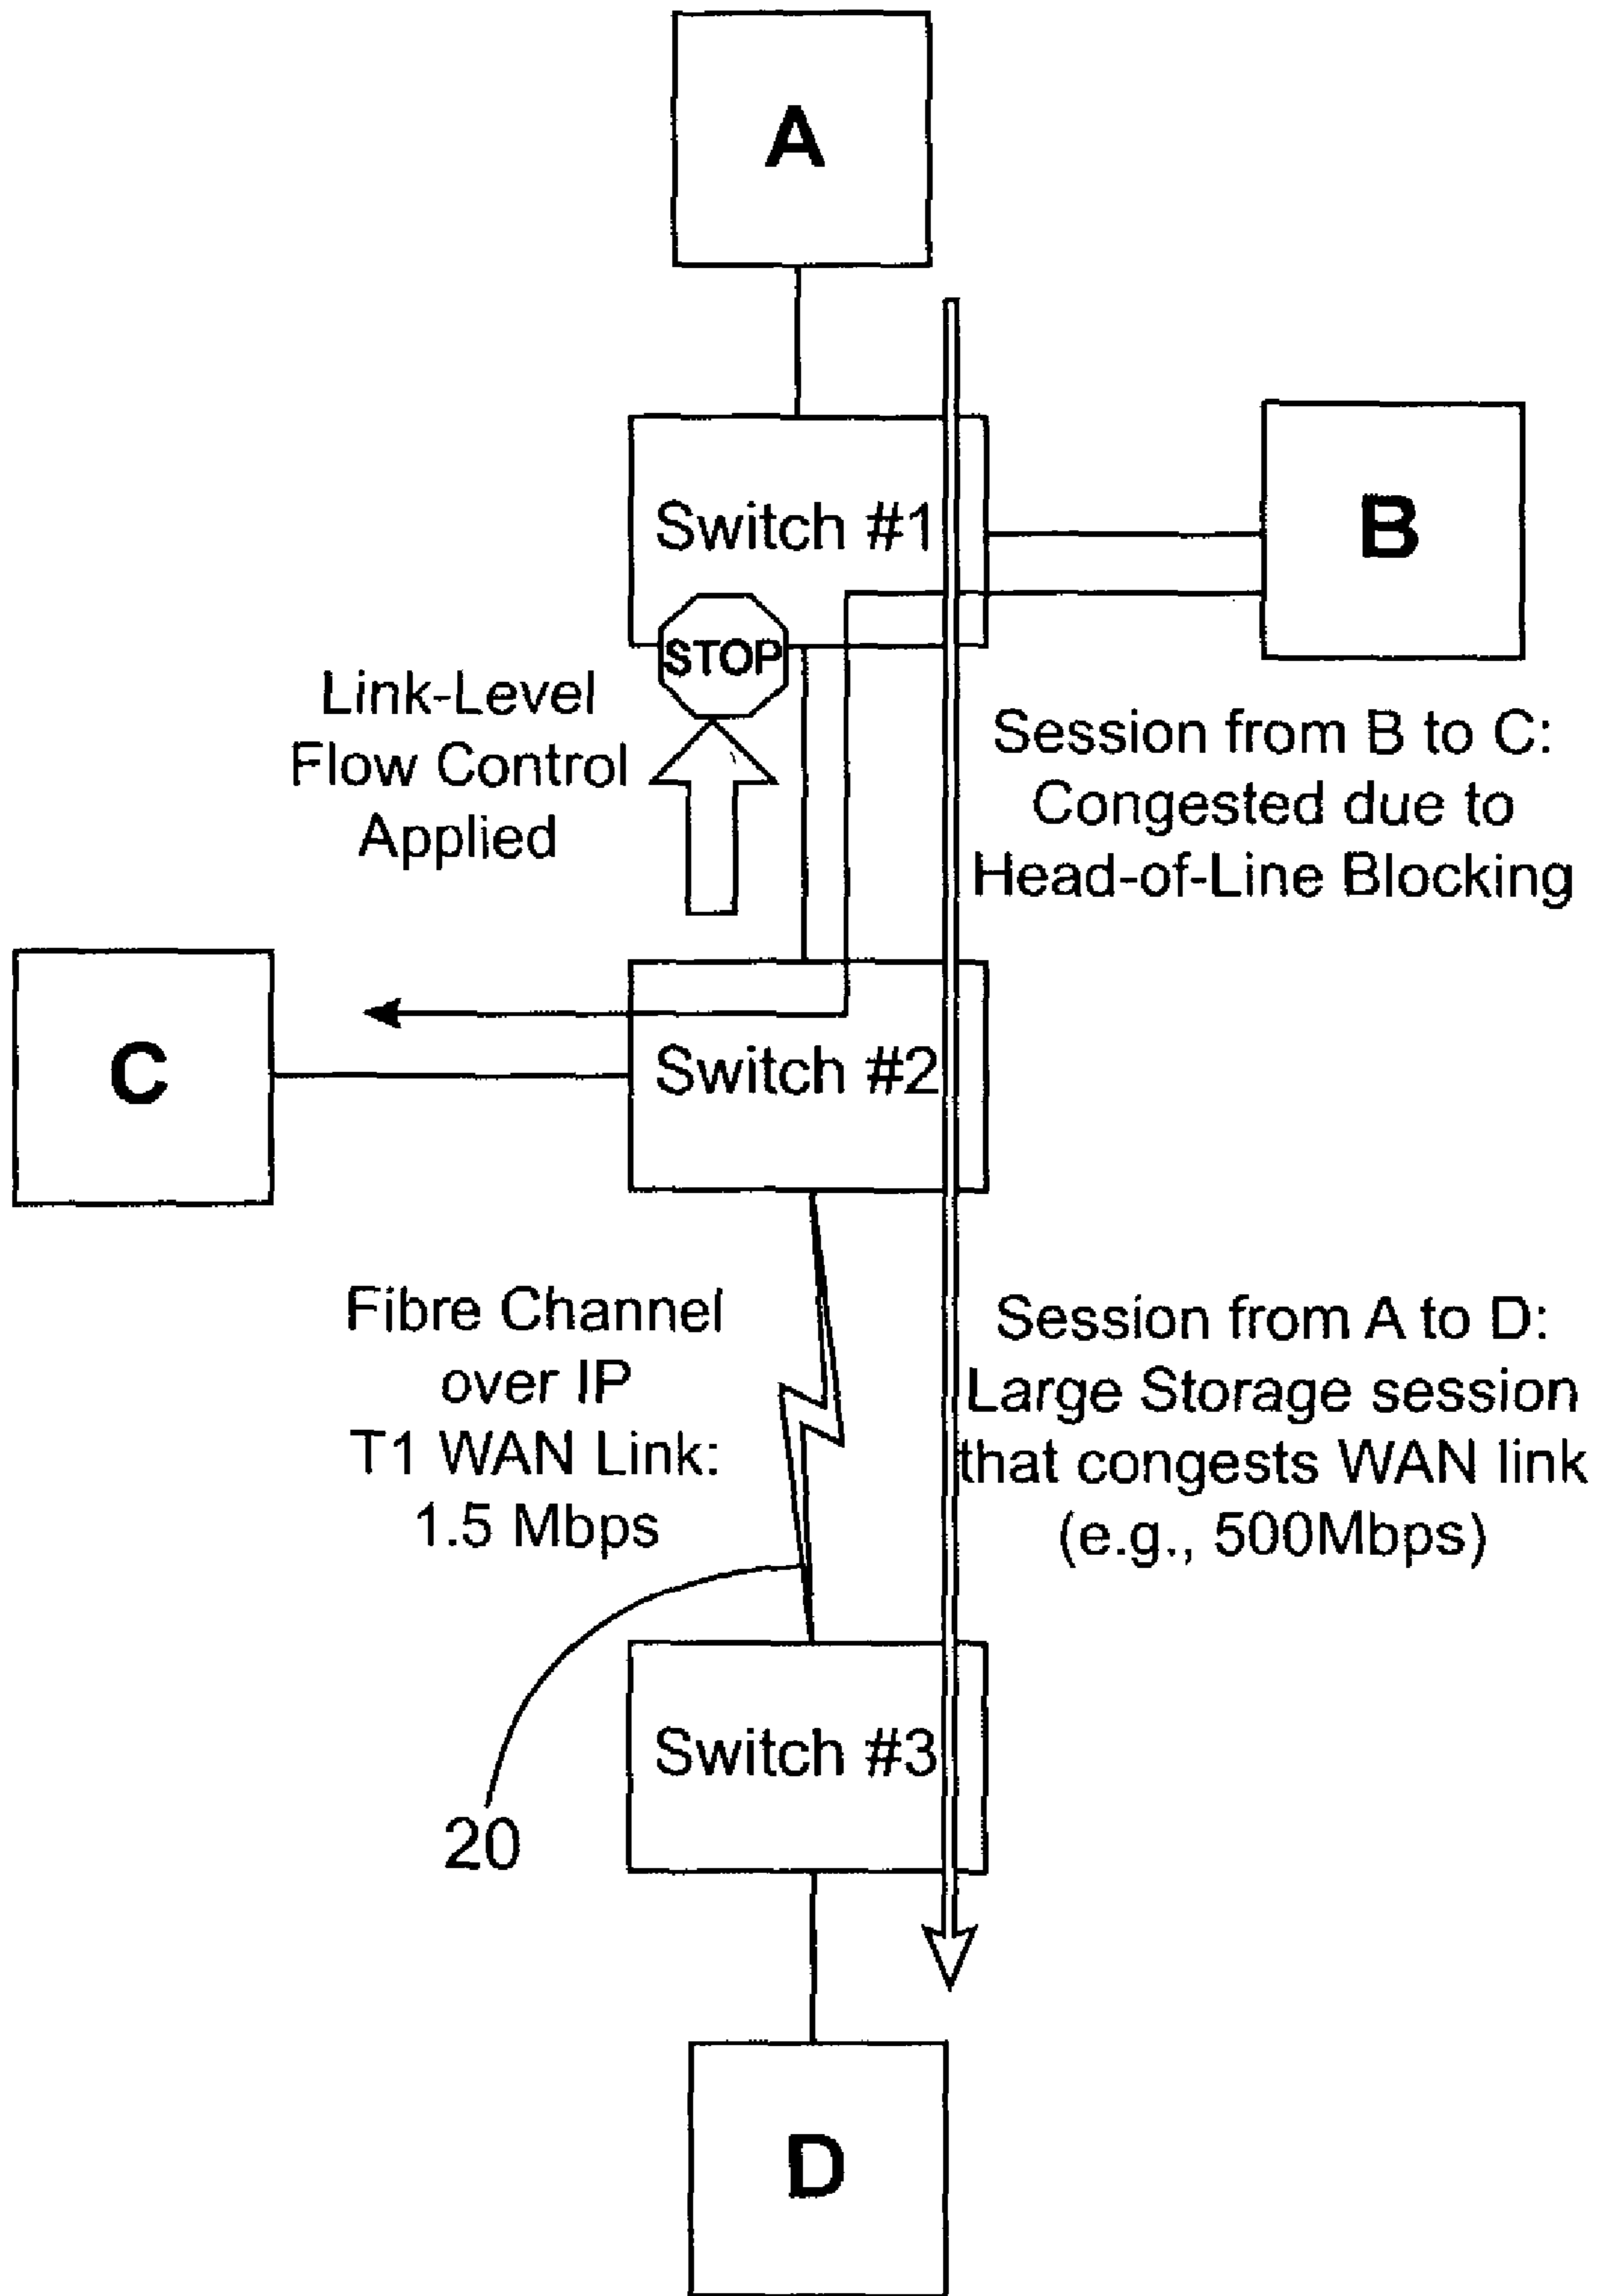 A
Switch #1
B
STOP
Link-Level
Flow Control
Applied
Session from B to C:
Congested due to
Head-of-Line Blocking
C
Switch #2
Fibre Channel
over IP
T1 WAN Link:
1.5 Mbps
Session from A to D:
Large Storage session
that congests WAN link
(e.g., 500Mbps)
Switch #3
20
D